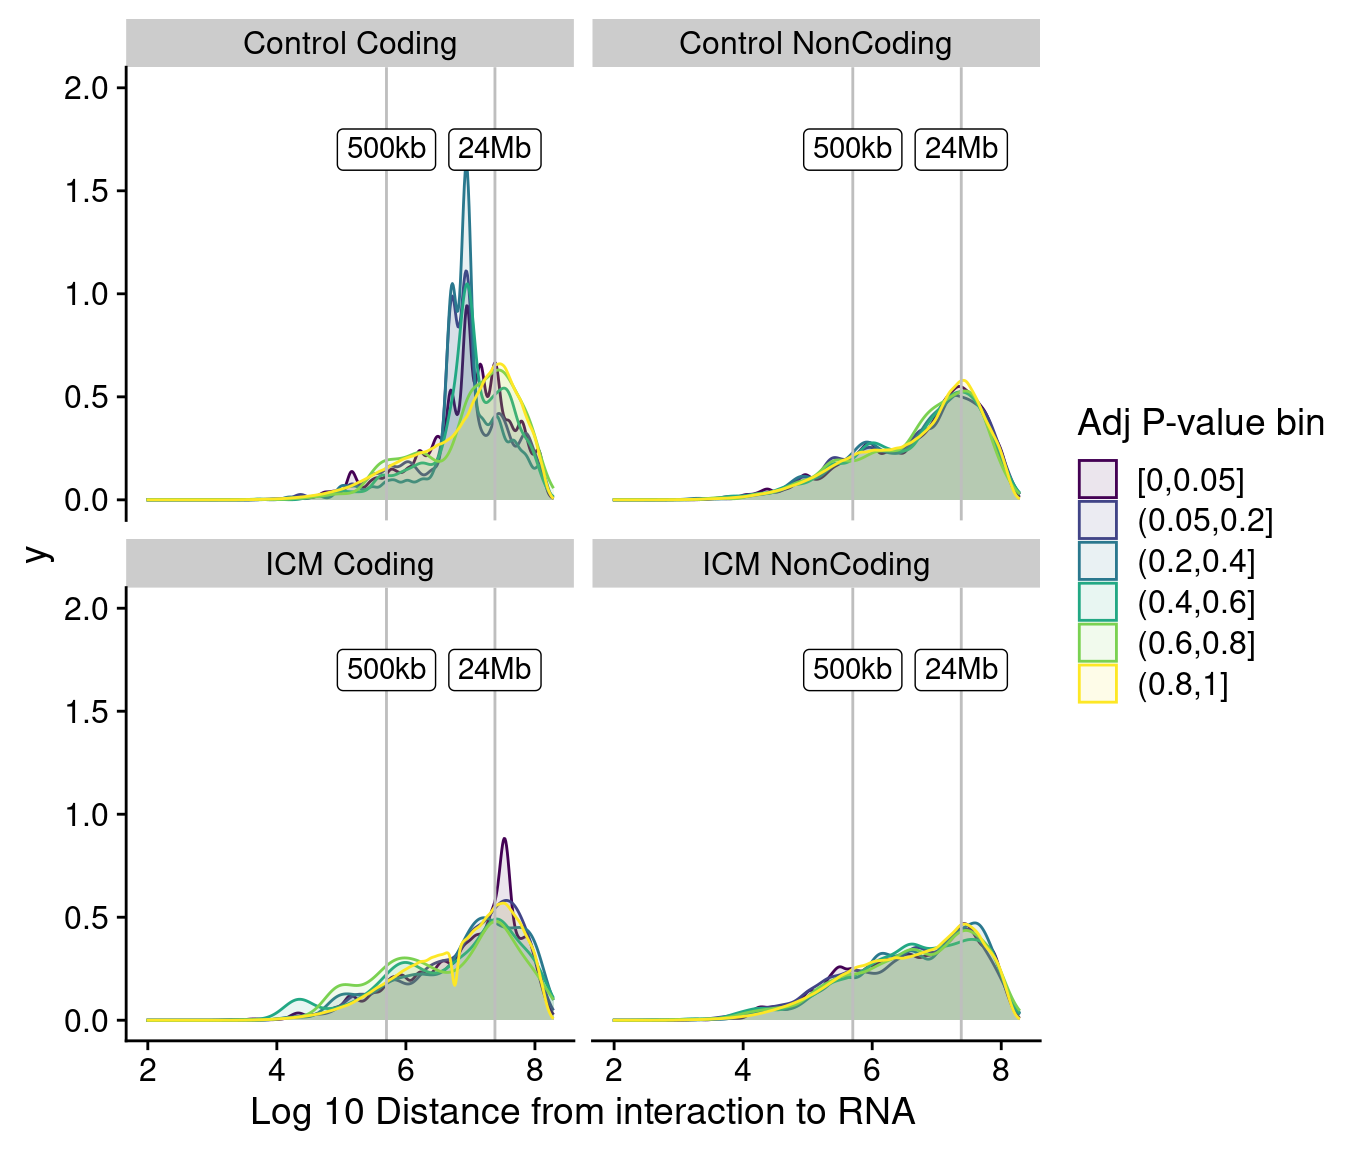 Control Coding
Control NonCoding
2.0
1.5
1.0
0.5
0.0
500kb
24Mb
500kb
24Mb
ICM Coding
ICM NonCoding
2.0
1.5
1.0
0.5
0.0
500kb
24Mb
500kb
24Mb
y
2 4 6 8
2 4 6 8
Log 10 Distance from interaction to RNA
Adj P-value bin
[0,0.05]
(0.05,0.2]
(0.2,0.4]
(0.4,0.6]
(0.6,0.8]
(0.8,1]